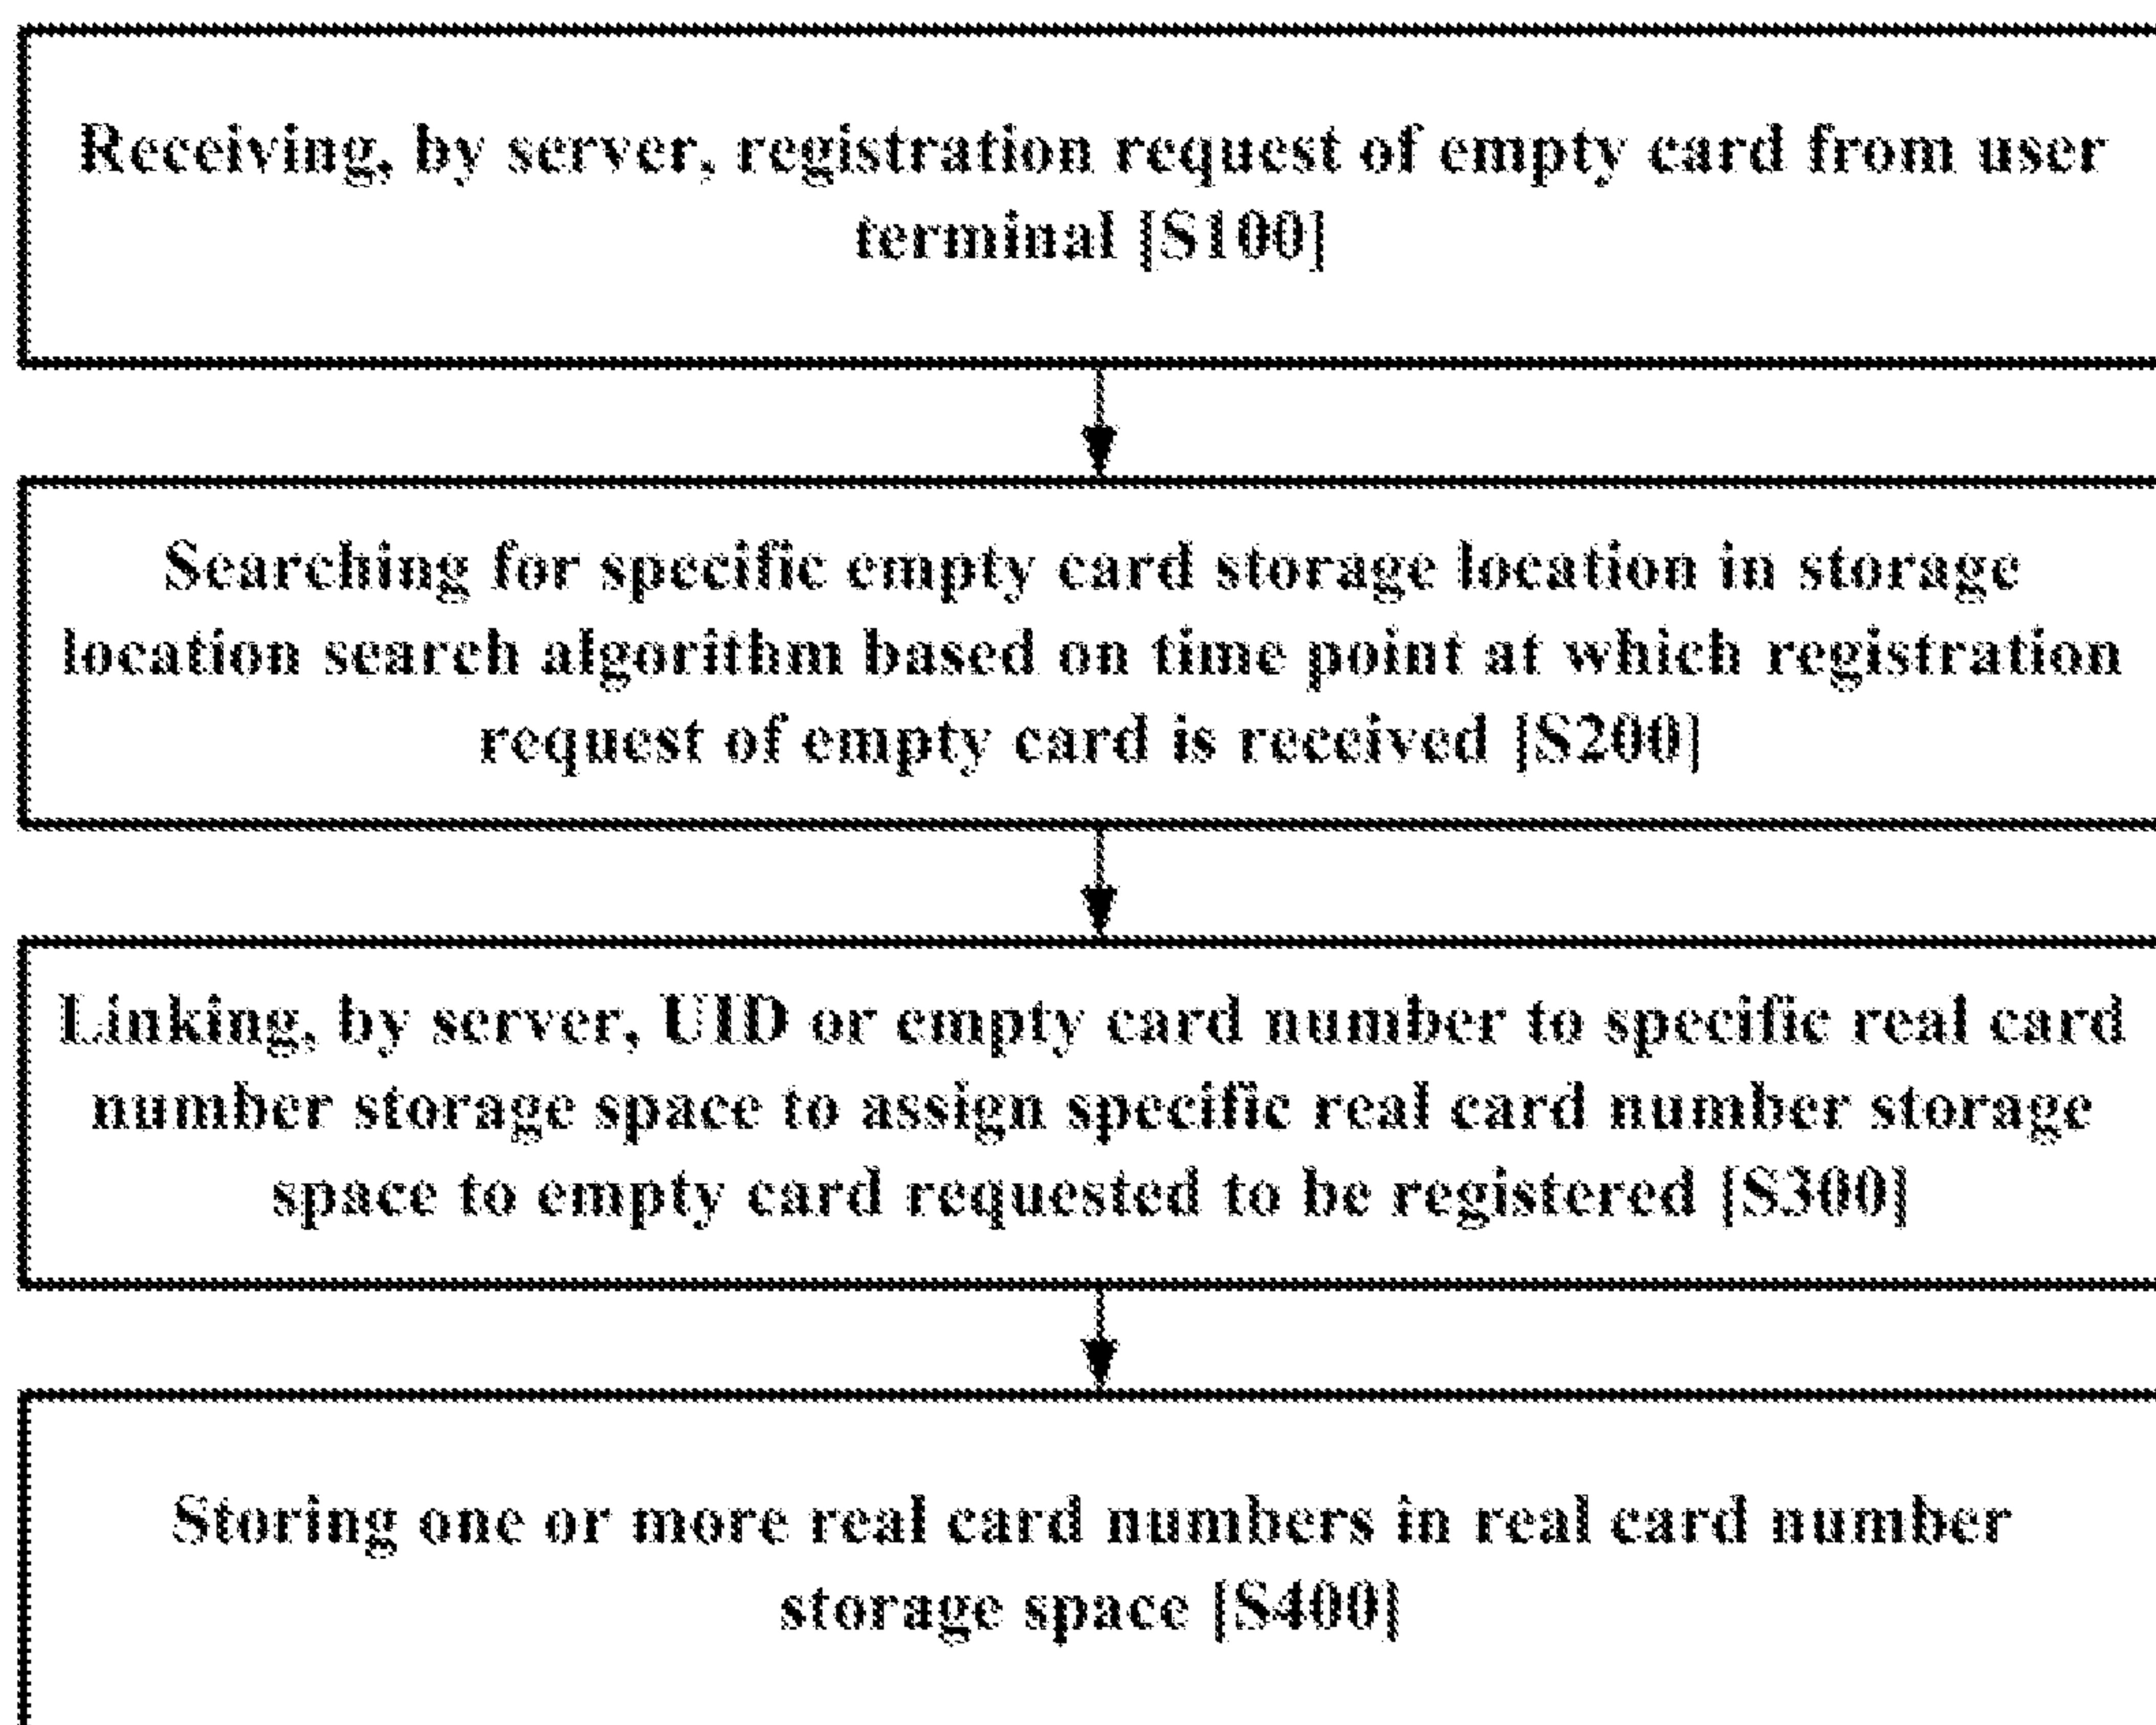 Receiving, by server, registration request of empty card from user
terminal [S100]
Searching for specific empty card storage location in storage
location search algorithm based on time point at which registration
request of empty card is received [S200]
Linking, by server, UID or empty card number to specific real card
number storage space to assign specific real card number storage
space to empty card requested to be registered [S300]
Storing one or more real card numbers in real card number
storage space [S400]